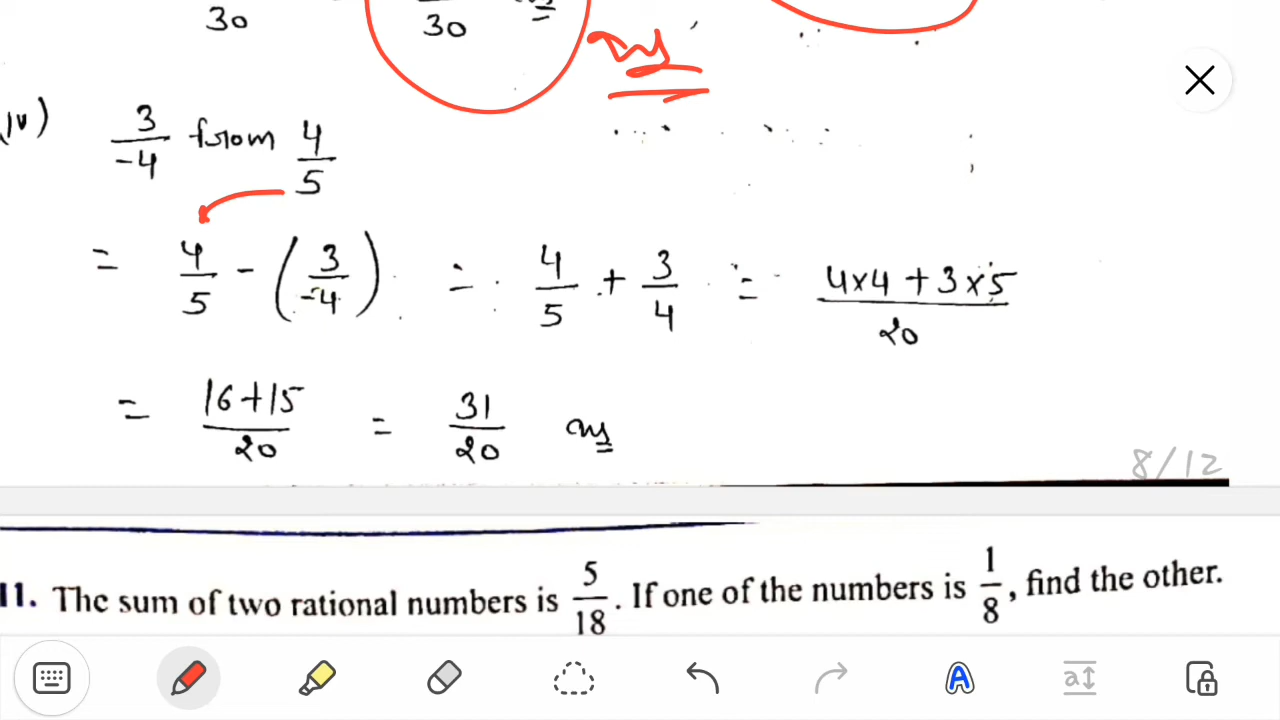 30 30
(iv) 3/-4 from 4/5
= 4/5 - (3/-4) = 4/5 + 3/4 = 4×4 + 3×5/20
= 16+15/20 = 31/20 ans
8/12
11. The sum of two rational numbers is 5/18. If one of the numbers is 1/8, find the other.
A
a